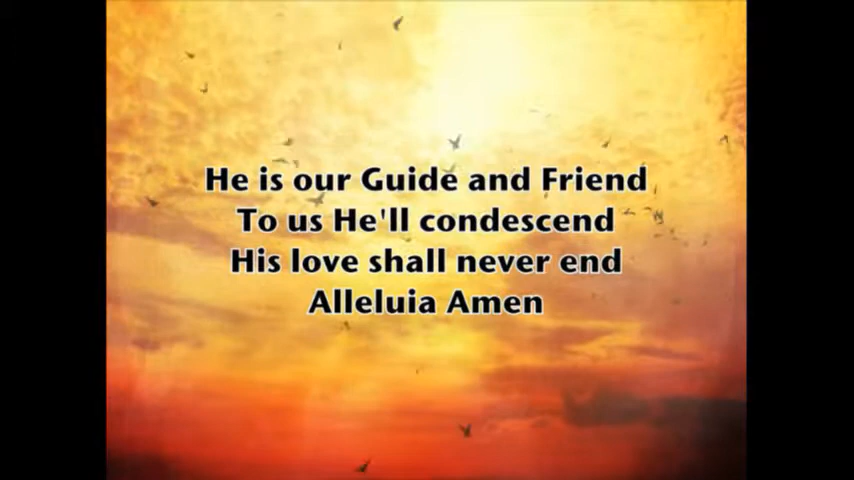 He is our Guide and Friend
To us He'll condescend
His love shall never end
Alleluia Amen